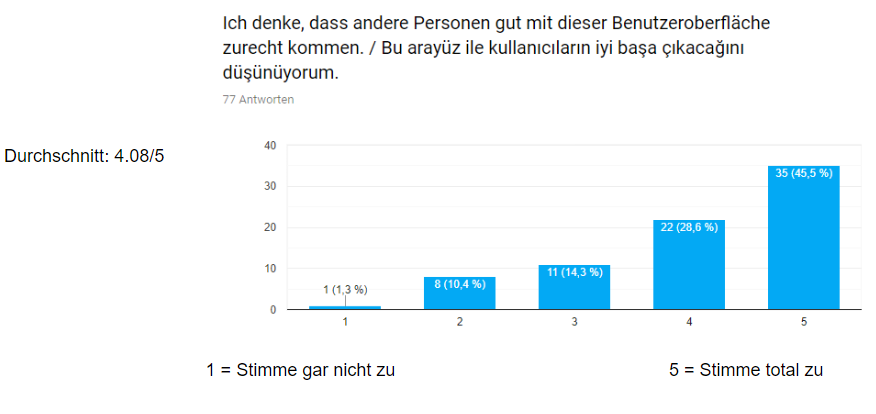 Ich denke, dass andere Personen gut mit dieser Benutzeroberfläche
zurecht kommen. / Bu arayüz ile kullanıcıların iyi başa çıkacağını
düşünüyorum.
77 Antworten
Durchschnitt: 4.08/5
40
30
20
10
0
1 (1,3 %)
8 (10,4 %)
11 (14,3 %)
22 (28,6 %)
35 (45,5 %)
1 2 3 4 5
1 = Stimme gar nicht zu
5 = Stimme total zu